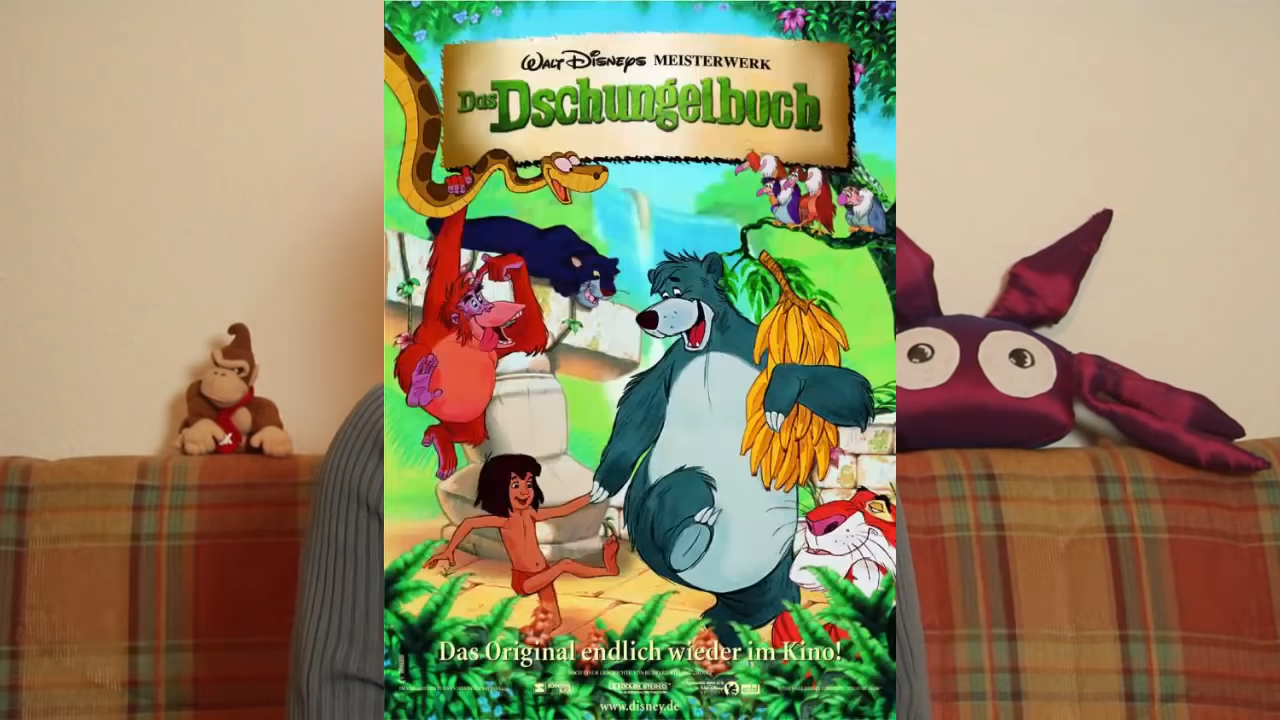 WALT DISNEYS MEISTERWERK
Das Dschungelbuch
Das Original endlich wieder im Kino!
www.disney.de